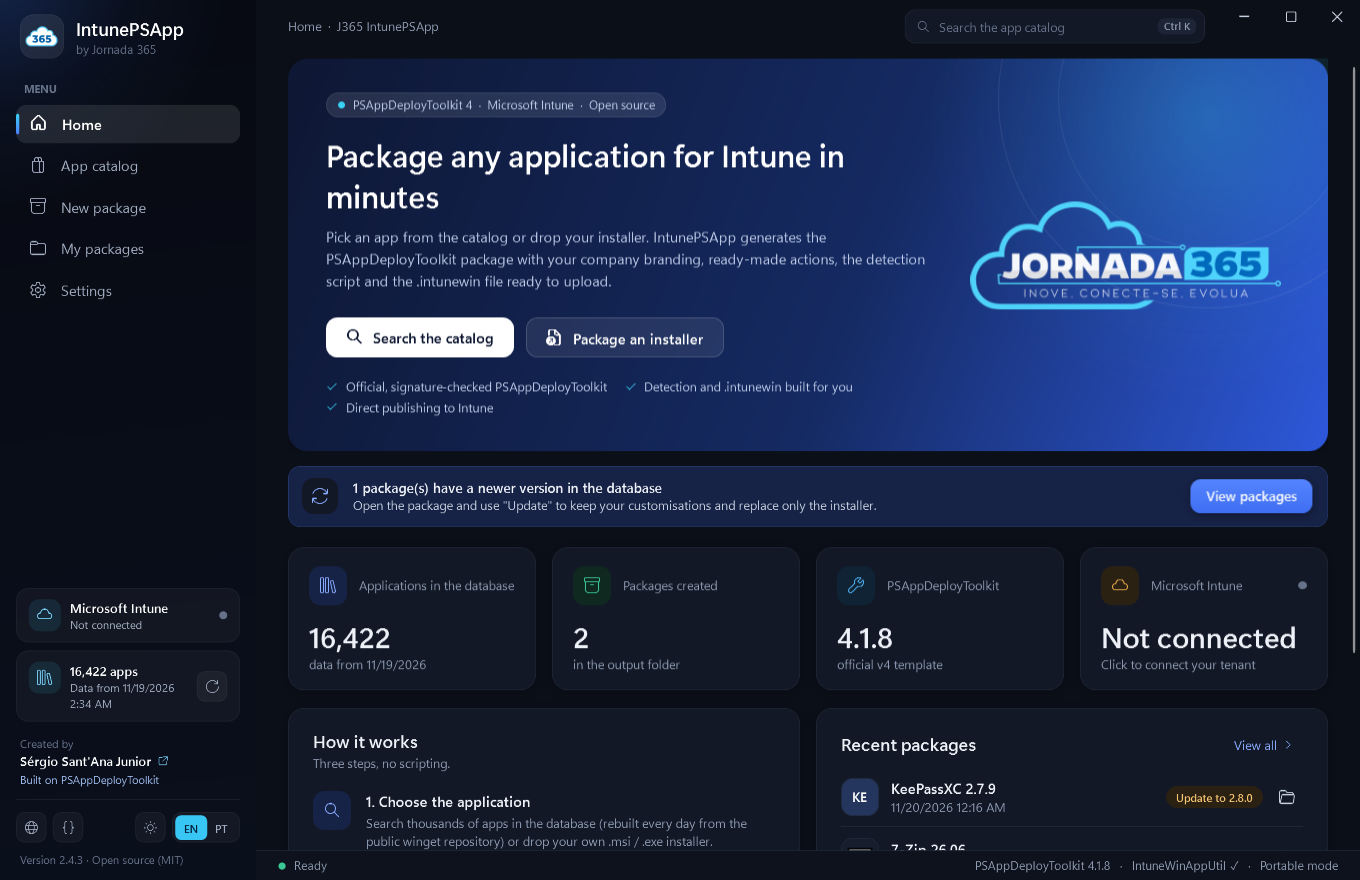 365
IntunePSApp
by Jornada 365
MENU
Home
App catalog
New package
My packages
Settings
Microsoft Intune
Not connected
16,422 apps
Data from 11/19/2026
2:34 AM
Created by
Sérgio Sant'Ana Junior
Built on PSAppDeployToolkit
{}
EN
PT
Version 2.4.3 · Open source (MIT)
Home · J365 IntunePSApp
Search the app catalog
Ctrl K
PSAppDeployToolkit 4 · Microsoft Intune · Open source
Package any application for Intune in
minutes
Pick an app from the catalog or drop your installer. IntunePSApp generates the
PSAppDeployToolkit package with your company branding, ready-made actions, the detection
script and the .intunewin file ready to upload.
Search the catalog
Package an installer
✓ Official, signature-checked PSAppDeployToolkit
✓ Detection and .intunewin built for you
✓ Direct publishing to Intune
JORNADA 365
INOVE. CONECTE-SE. EVOLUA
1 package(s) have a newer version in the database
Open the package and use "Update" to keep your customisations and replace only the installer.
View packages
Applications in the database
16,422
data from 11/19/2026
Packages created
2
in the output folder
PSAppDeployToolkit
4.1.8
official v4 template
Microsoft Intune
Not connected
Click to connect your tenant
How it works
Three steps, no scripting.
1. Choose the application
Search thousands of apps in the database (rebuilt every day from the
public winget repository) or drop your own .msi / .exe installer.
Recent packages
View all
KE
KeePassXC 2.7.9
11/20/2026 12:16 AM
Update to 2.8.0
7-Zip 26.06
Ready
PSAppDeployToolkit 4.1.8 · IntuneWinAppUtil ✓ · Portable mode